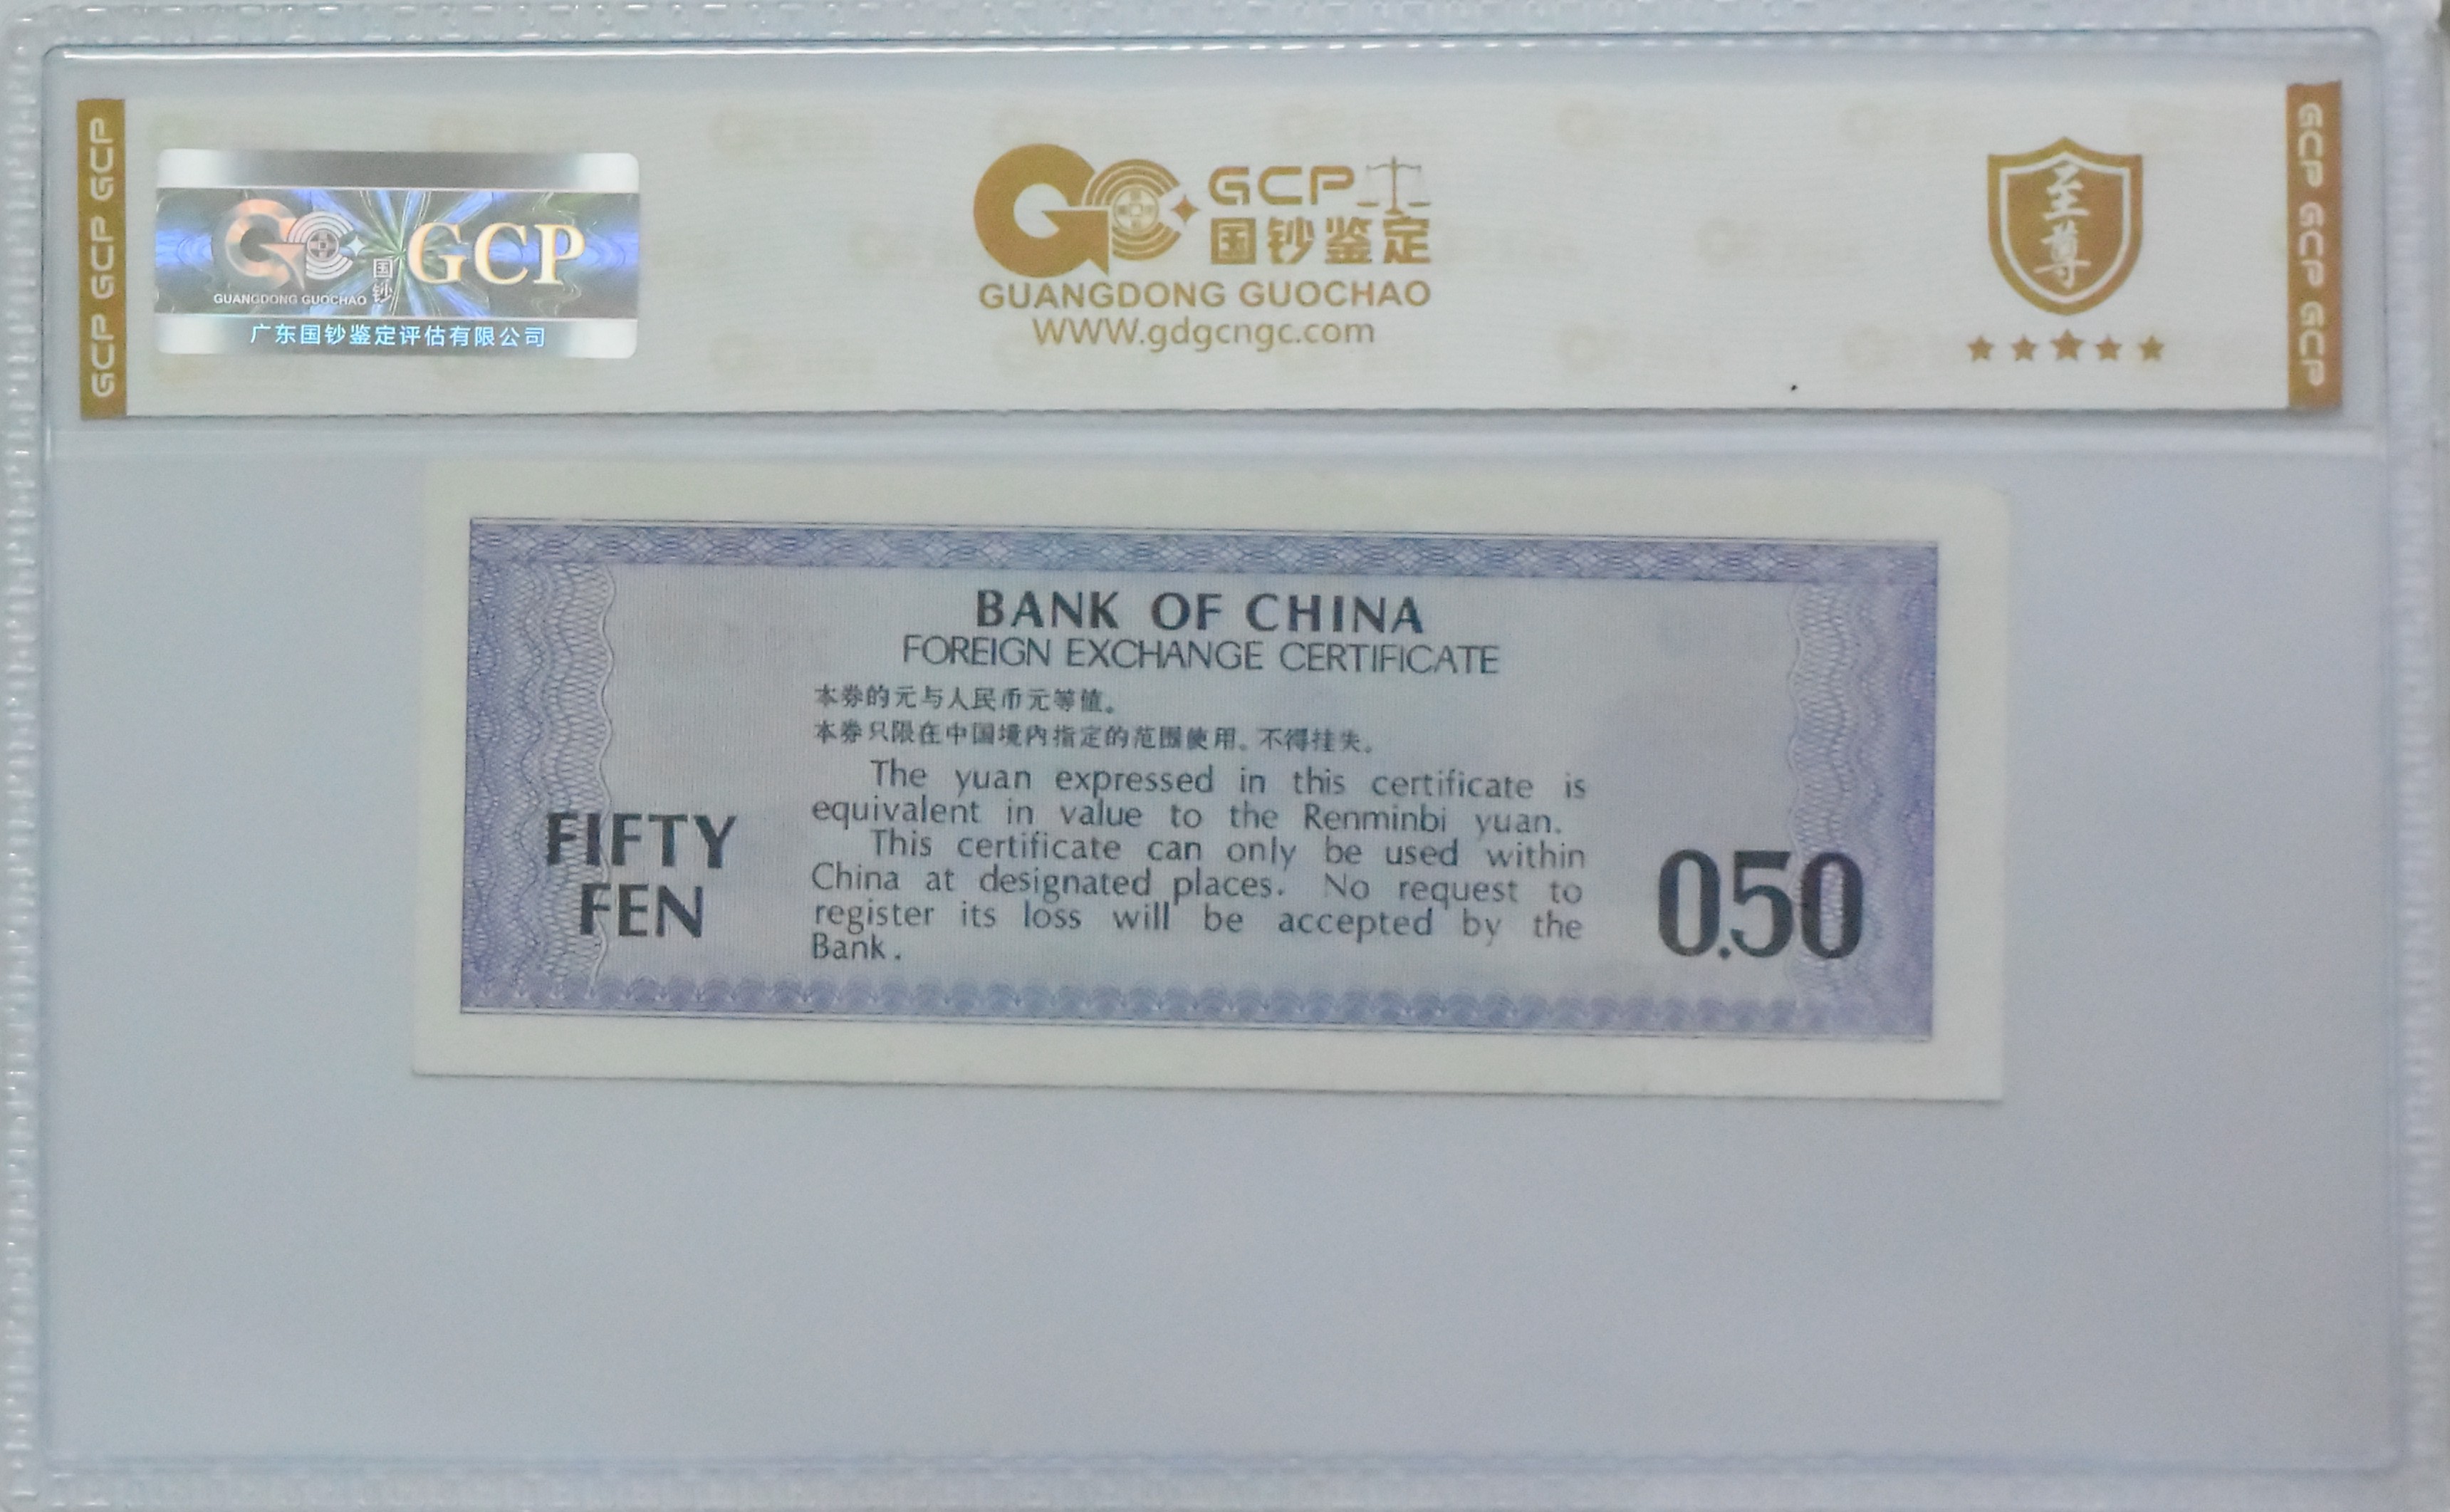 GCP GCP GCP
GCP
国钞
GUANGDONG GUOCHAO
广东国钞鉴定评估有限公司
GCP
国钞鉴定
GUANGDONG GUOCHAO
WWW.gdgcngc.com
至尊
GCP GCP GCP
BANK OF CHINA
FOREIGN EXCHANGE CERTIFICATE
本券的元与人民币元等值。
本券只限在中国境内指定的范围使用。不得挂失。
The yuan expressed in this certificate is
equivalent in value to the Renminbi yuan.
This certificate can only be used within
China at designated places. No request to
register its loss will be accepted by the
Bank.
FIFTY
FEN
0.50